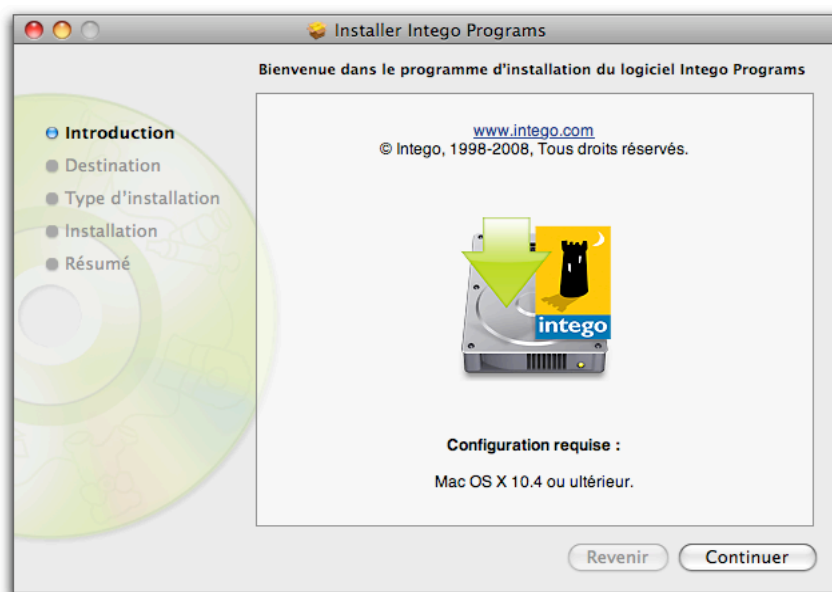 Installer Intego Programs
Bienvenue dans le programme d'installation du logiciel Intego Programs
Introduction
Destination
Type d'installation
Installation
Résumé
www.intego.com
© Intego, 1998-2008, Tous droits réservés.
intego
Configuration requise :
Mac OS X 10.4 ou ultérieur.
Revenir
Continuer